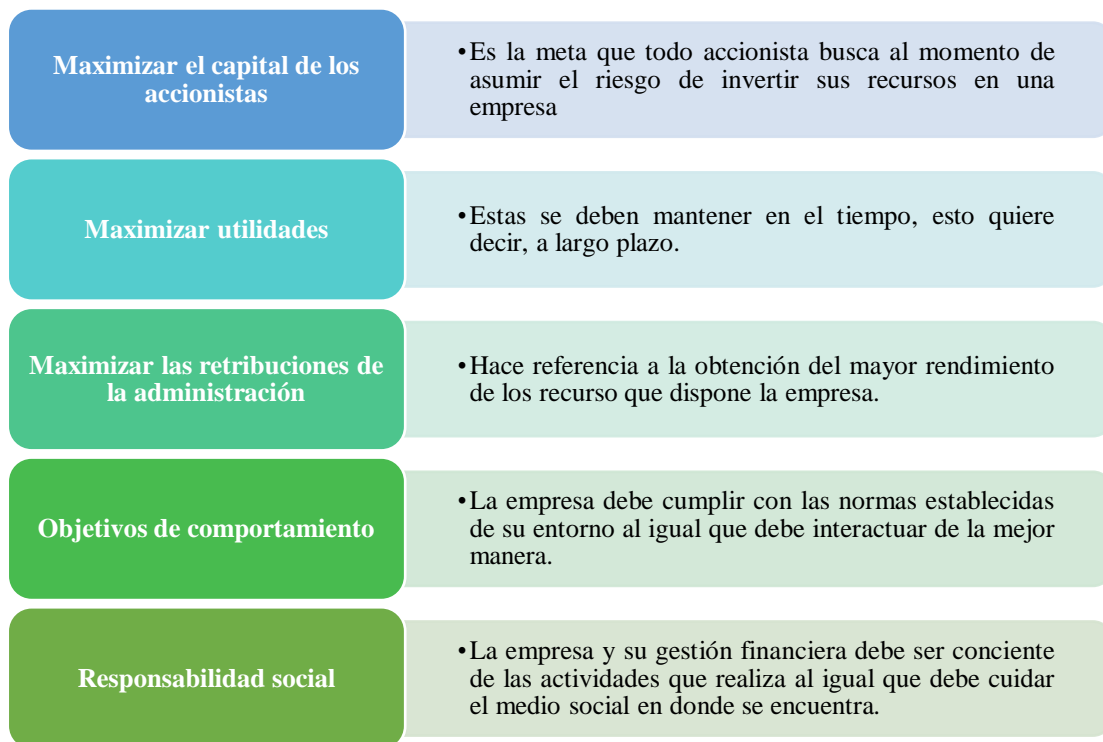 Maximizar el capital de los
accionistas
•Es la meta que todo accionista busca al momento de
asumir el riesgo de invertir sus recursos en una
empresa
Maximizar utilidades
•Estas se deben mantener en el tiempo, esto quiere
decir, a largo plazo.
Maximizar las retribuciones de
la administración
•Hace referencia a la obtención del mayor rendimiento
de los recurso que dispone la empresa.
Objetivos de comportamiento
•La empresa debe cumplir con las normas establecidas
de su entorno al igual que debe interactuar de la mejor
manera.
Responsabilidad social
•La empresa y su gestión financiera debe ser conciente
de las actividades que realiza al igual que debe cuidar
el medio social en donde se encuentra.